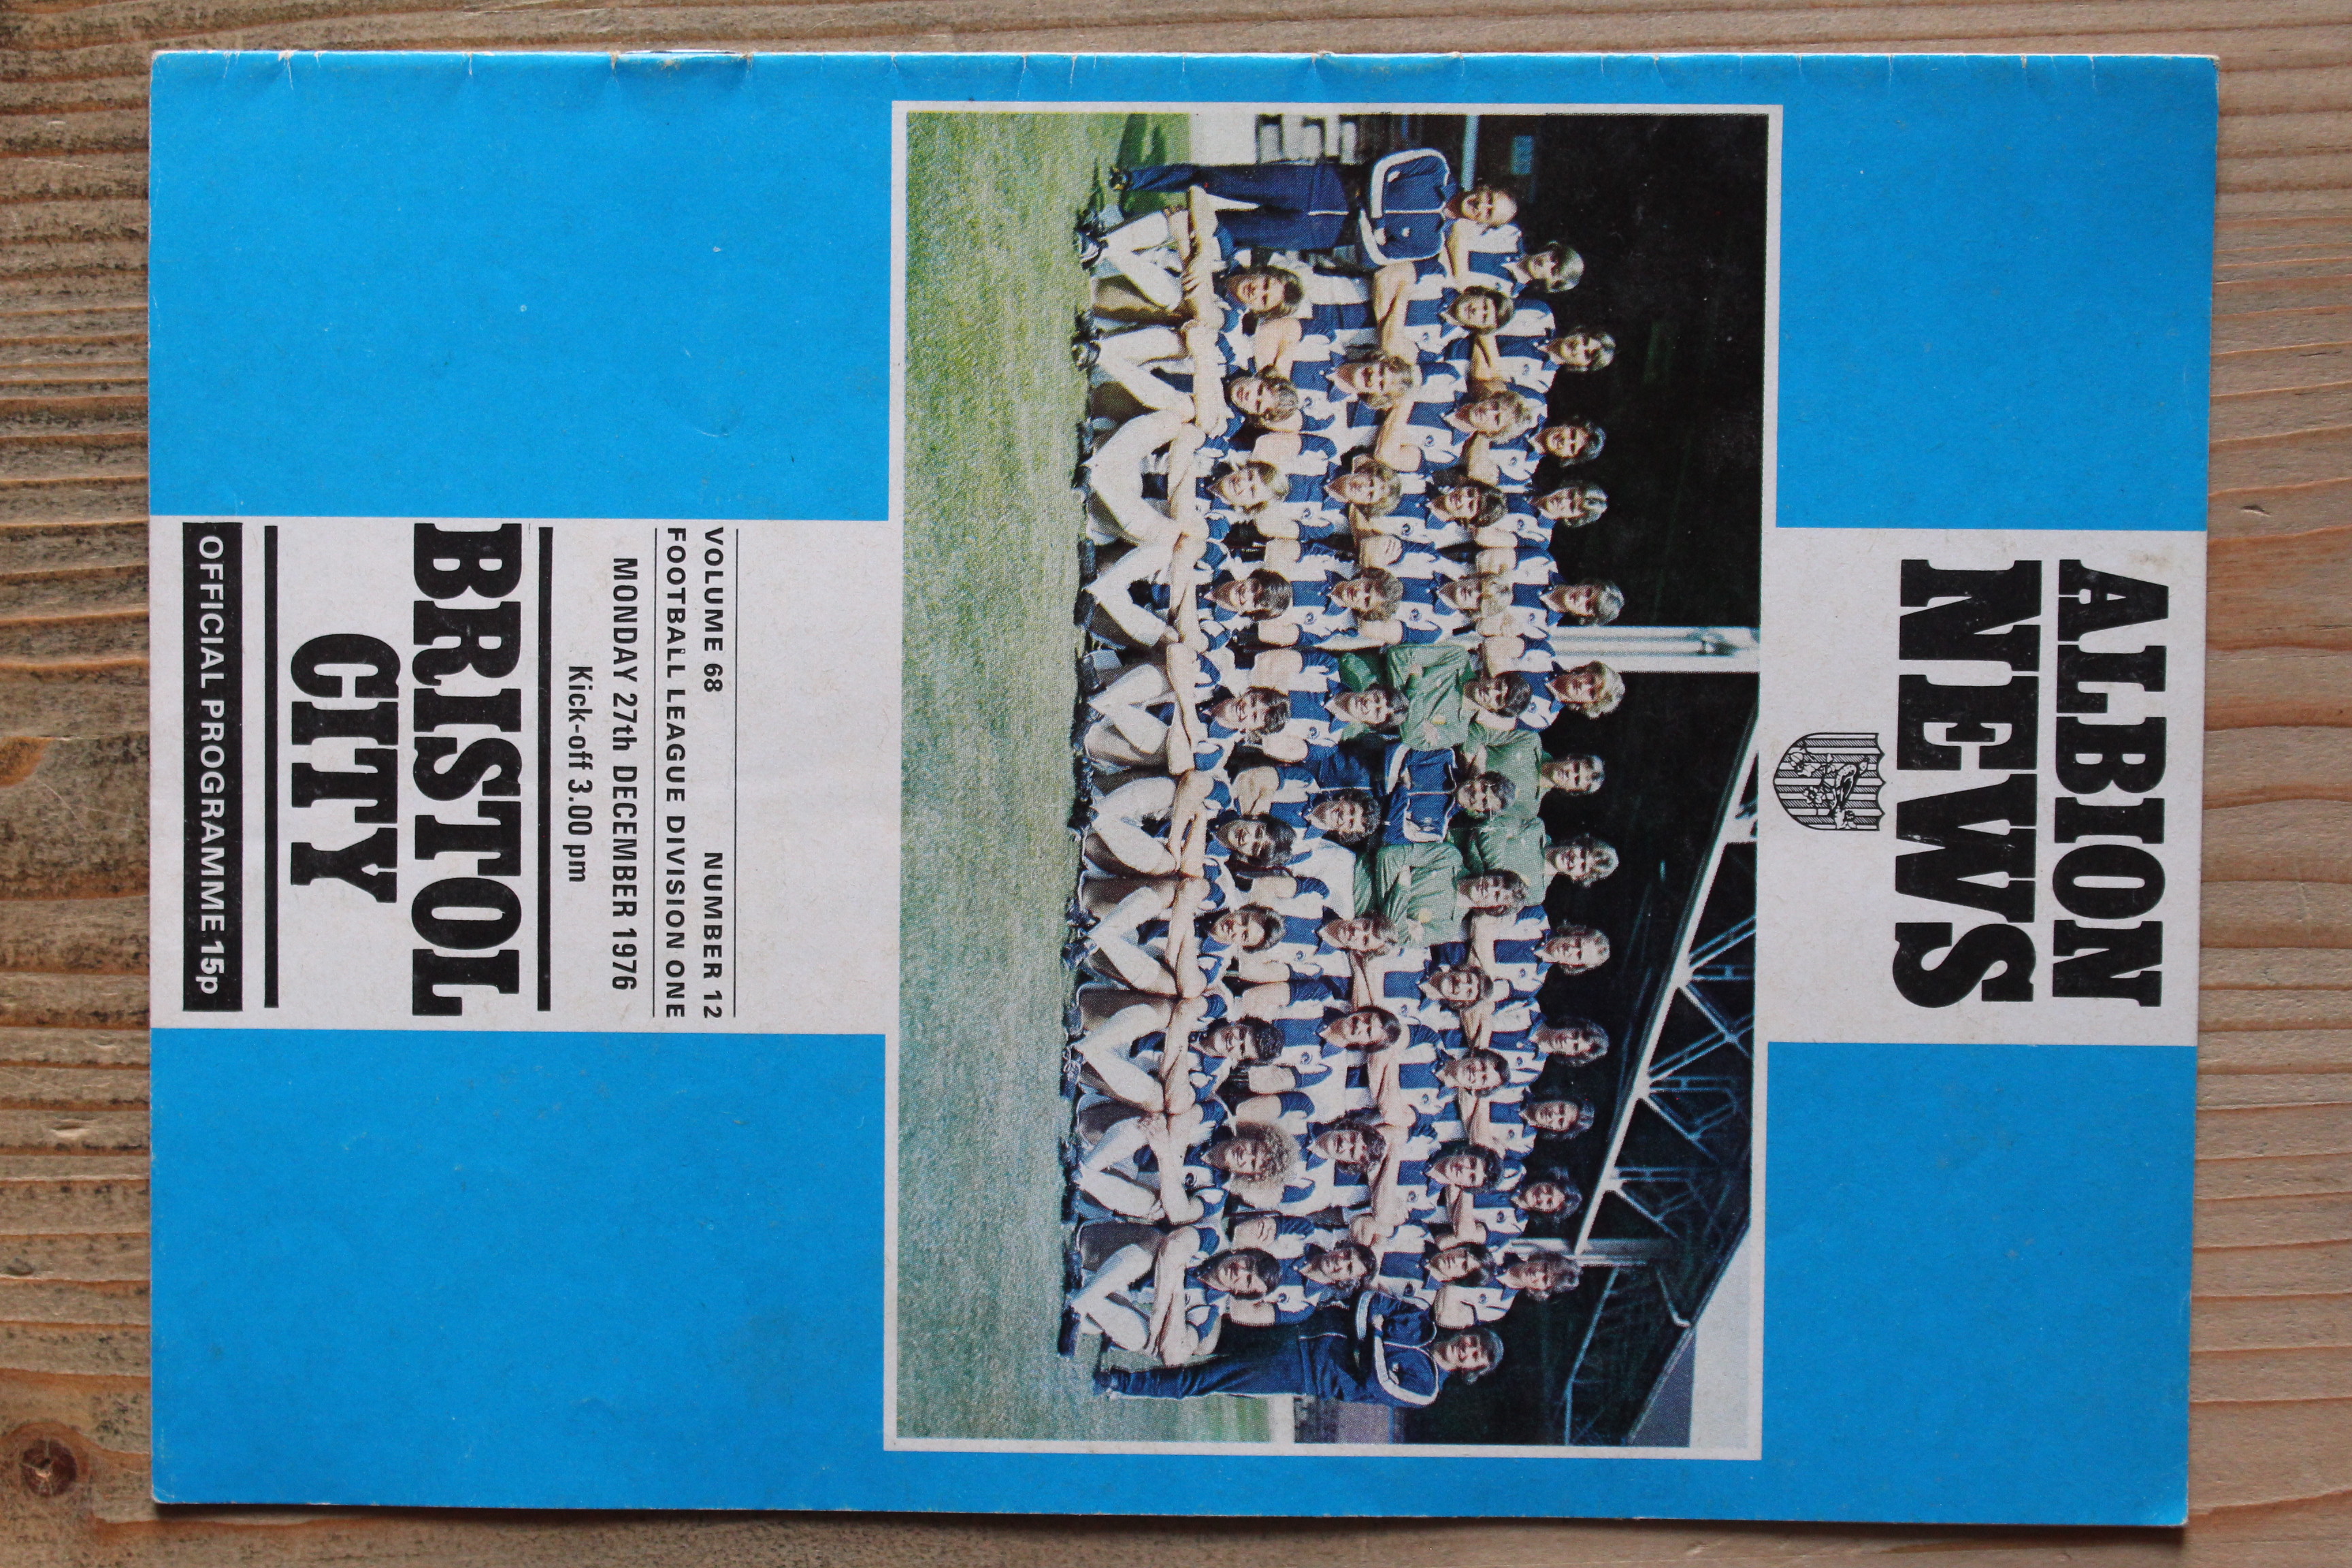 ALBION
NEWS
VOLUME 68 NUMBER 12
FOOTBALL LEAGUE DIVISION ONE
MONDAY 27th DECEMBER 1976
Kick-off 3.00 pm
BRISTOL
CITY
OFFICIAL PROGRAMME 15p